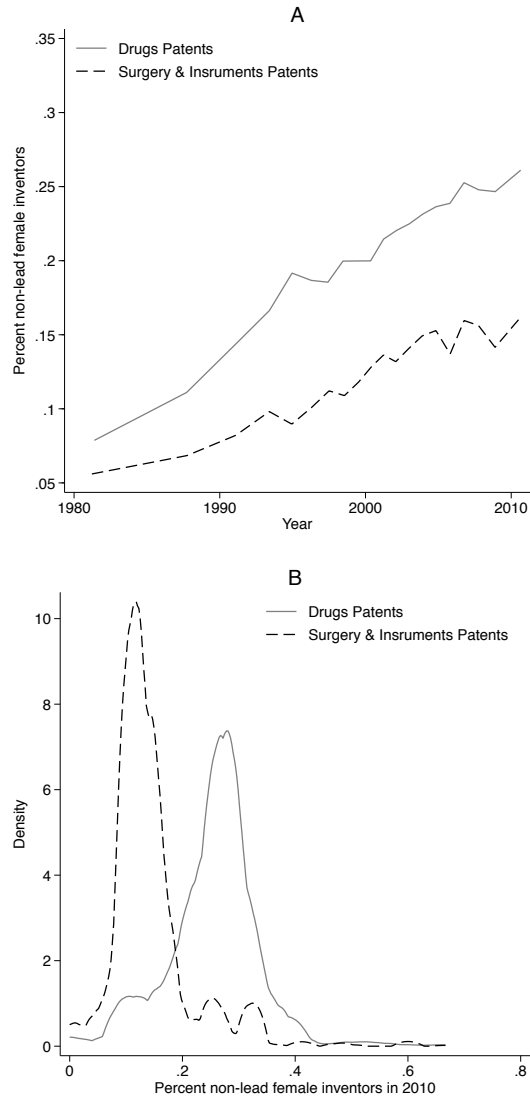 A
.35
.3
.25
.2
.15
.1
.05
Percent non-lead female inventors
Drugs Patents
Surgery & Insruments Patents
1980 1990 2000 2010
Year
B
10
8
6
4
2
0
Density
Drugs Patents
Surgery & Insruments Patents
0 .2 .4 .6 .8
Percent non-lead female inventors in 2010